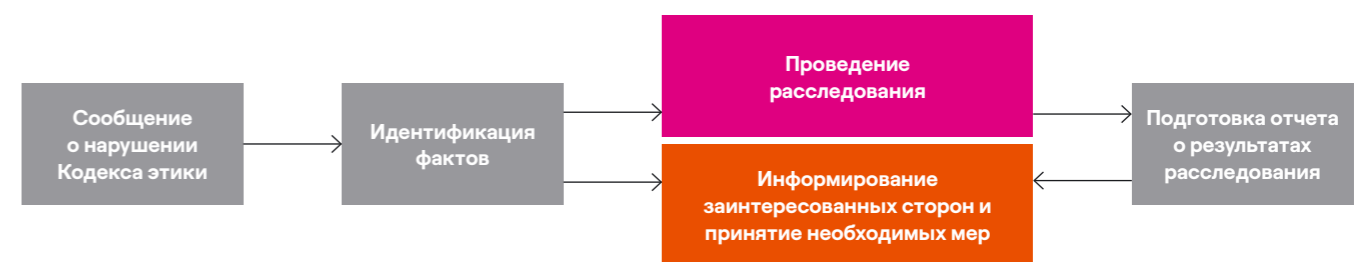 Сообщение
о нарушении
Кодекса этики
Идентификация
фактов
Проведение
расследования
Информирование
заинтересованных сторон и
принятие необходимых мер
Подготовка отчета
о результатах
расследования